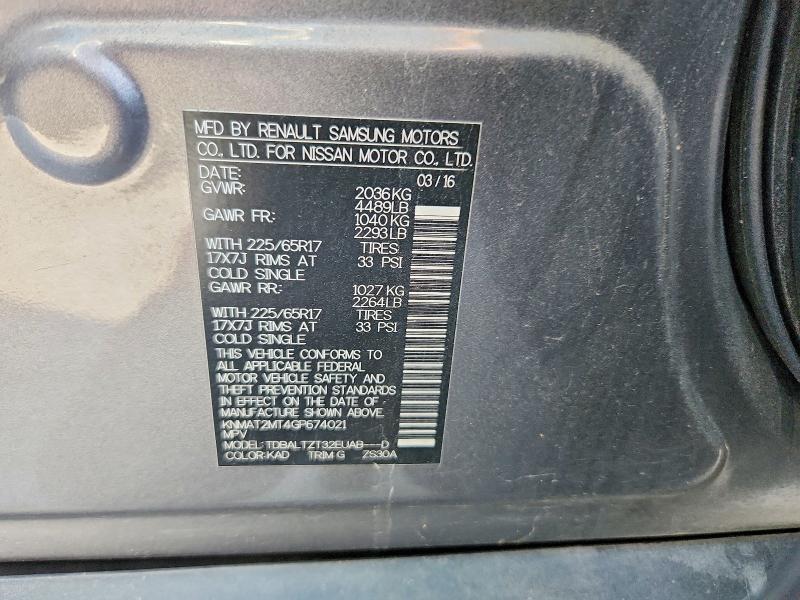 MFD BY RENAULT SAMSUNG MOTORS
CO., LTD. FOR NISSAN MOTOR CO., LTD.
DATE: 03/16
GVWR: 2036KG
4489LB
GAWR FR: 1040KG
2293LB
WITH 225/65R17 TIRES
17X7J RIMS AT 33 PSI
COLD SINGLE
GAWR RR: 1027KG
2264LB
WITH 225/65R17 TIRES
17X7J RIMS AT 33 PSI
COLD SINGLE
THIS VEHICLE CONFORMS TO
ALL APPLICABLE FEDERAL
MOTOR VEHICLE SAFETY AND
THEFT PREVENTION STANDARDS
IN EFFECT ON THE DATE OF
MANUFACTURE SHOWN ABOVE.
KNMAT2MT4GP674021
MPV
MODEL: TDBALTZT32EUAB---D
COLOR:KAD TRIM G ZS30A